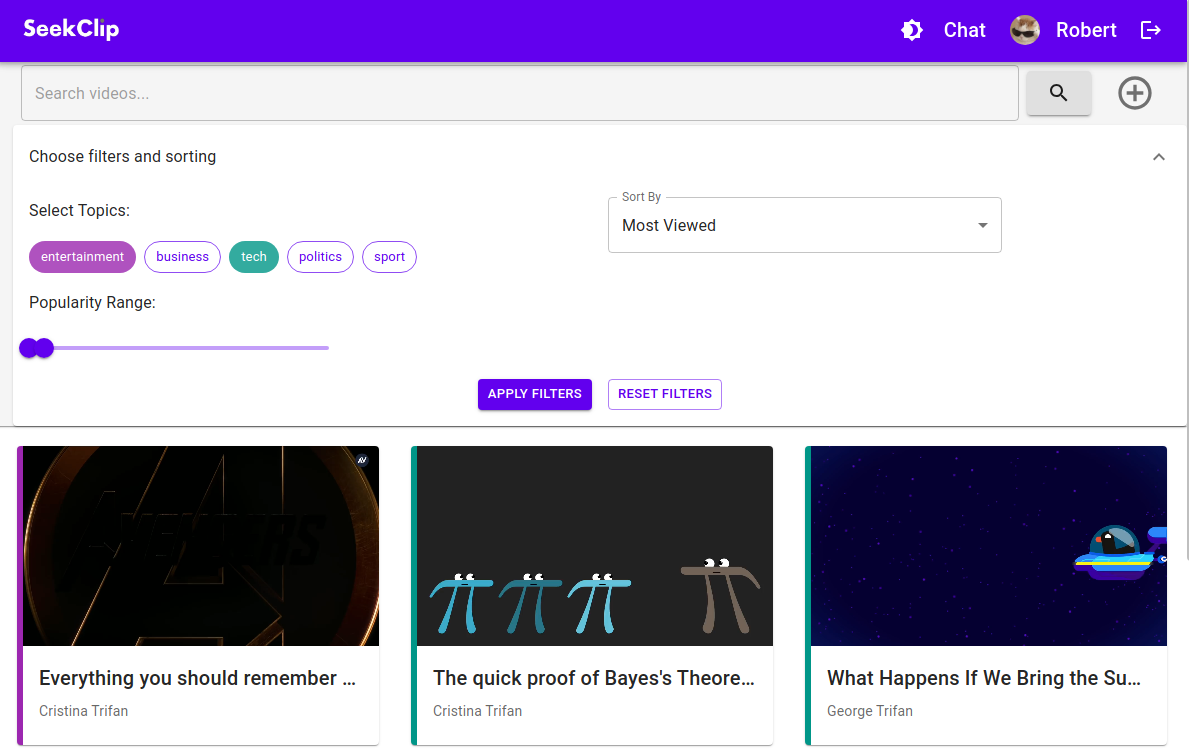 SeekClip
Chat
Robert
Search videos...
Choose filters and sorting
Select Topics:
Sort By
Most Viewed
entertainment
business
tech
politics
sport
Popularity Range:
APPLY FILTERS
RESET FILTERS
Everything you should remember ...
Cristina Trifan
The quick proof of Bayes's Theore...
Cristina Trifan
What Happens If We Bring the Su...
George Trifan